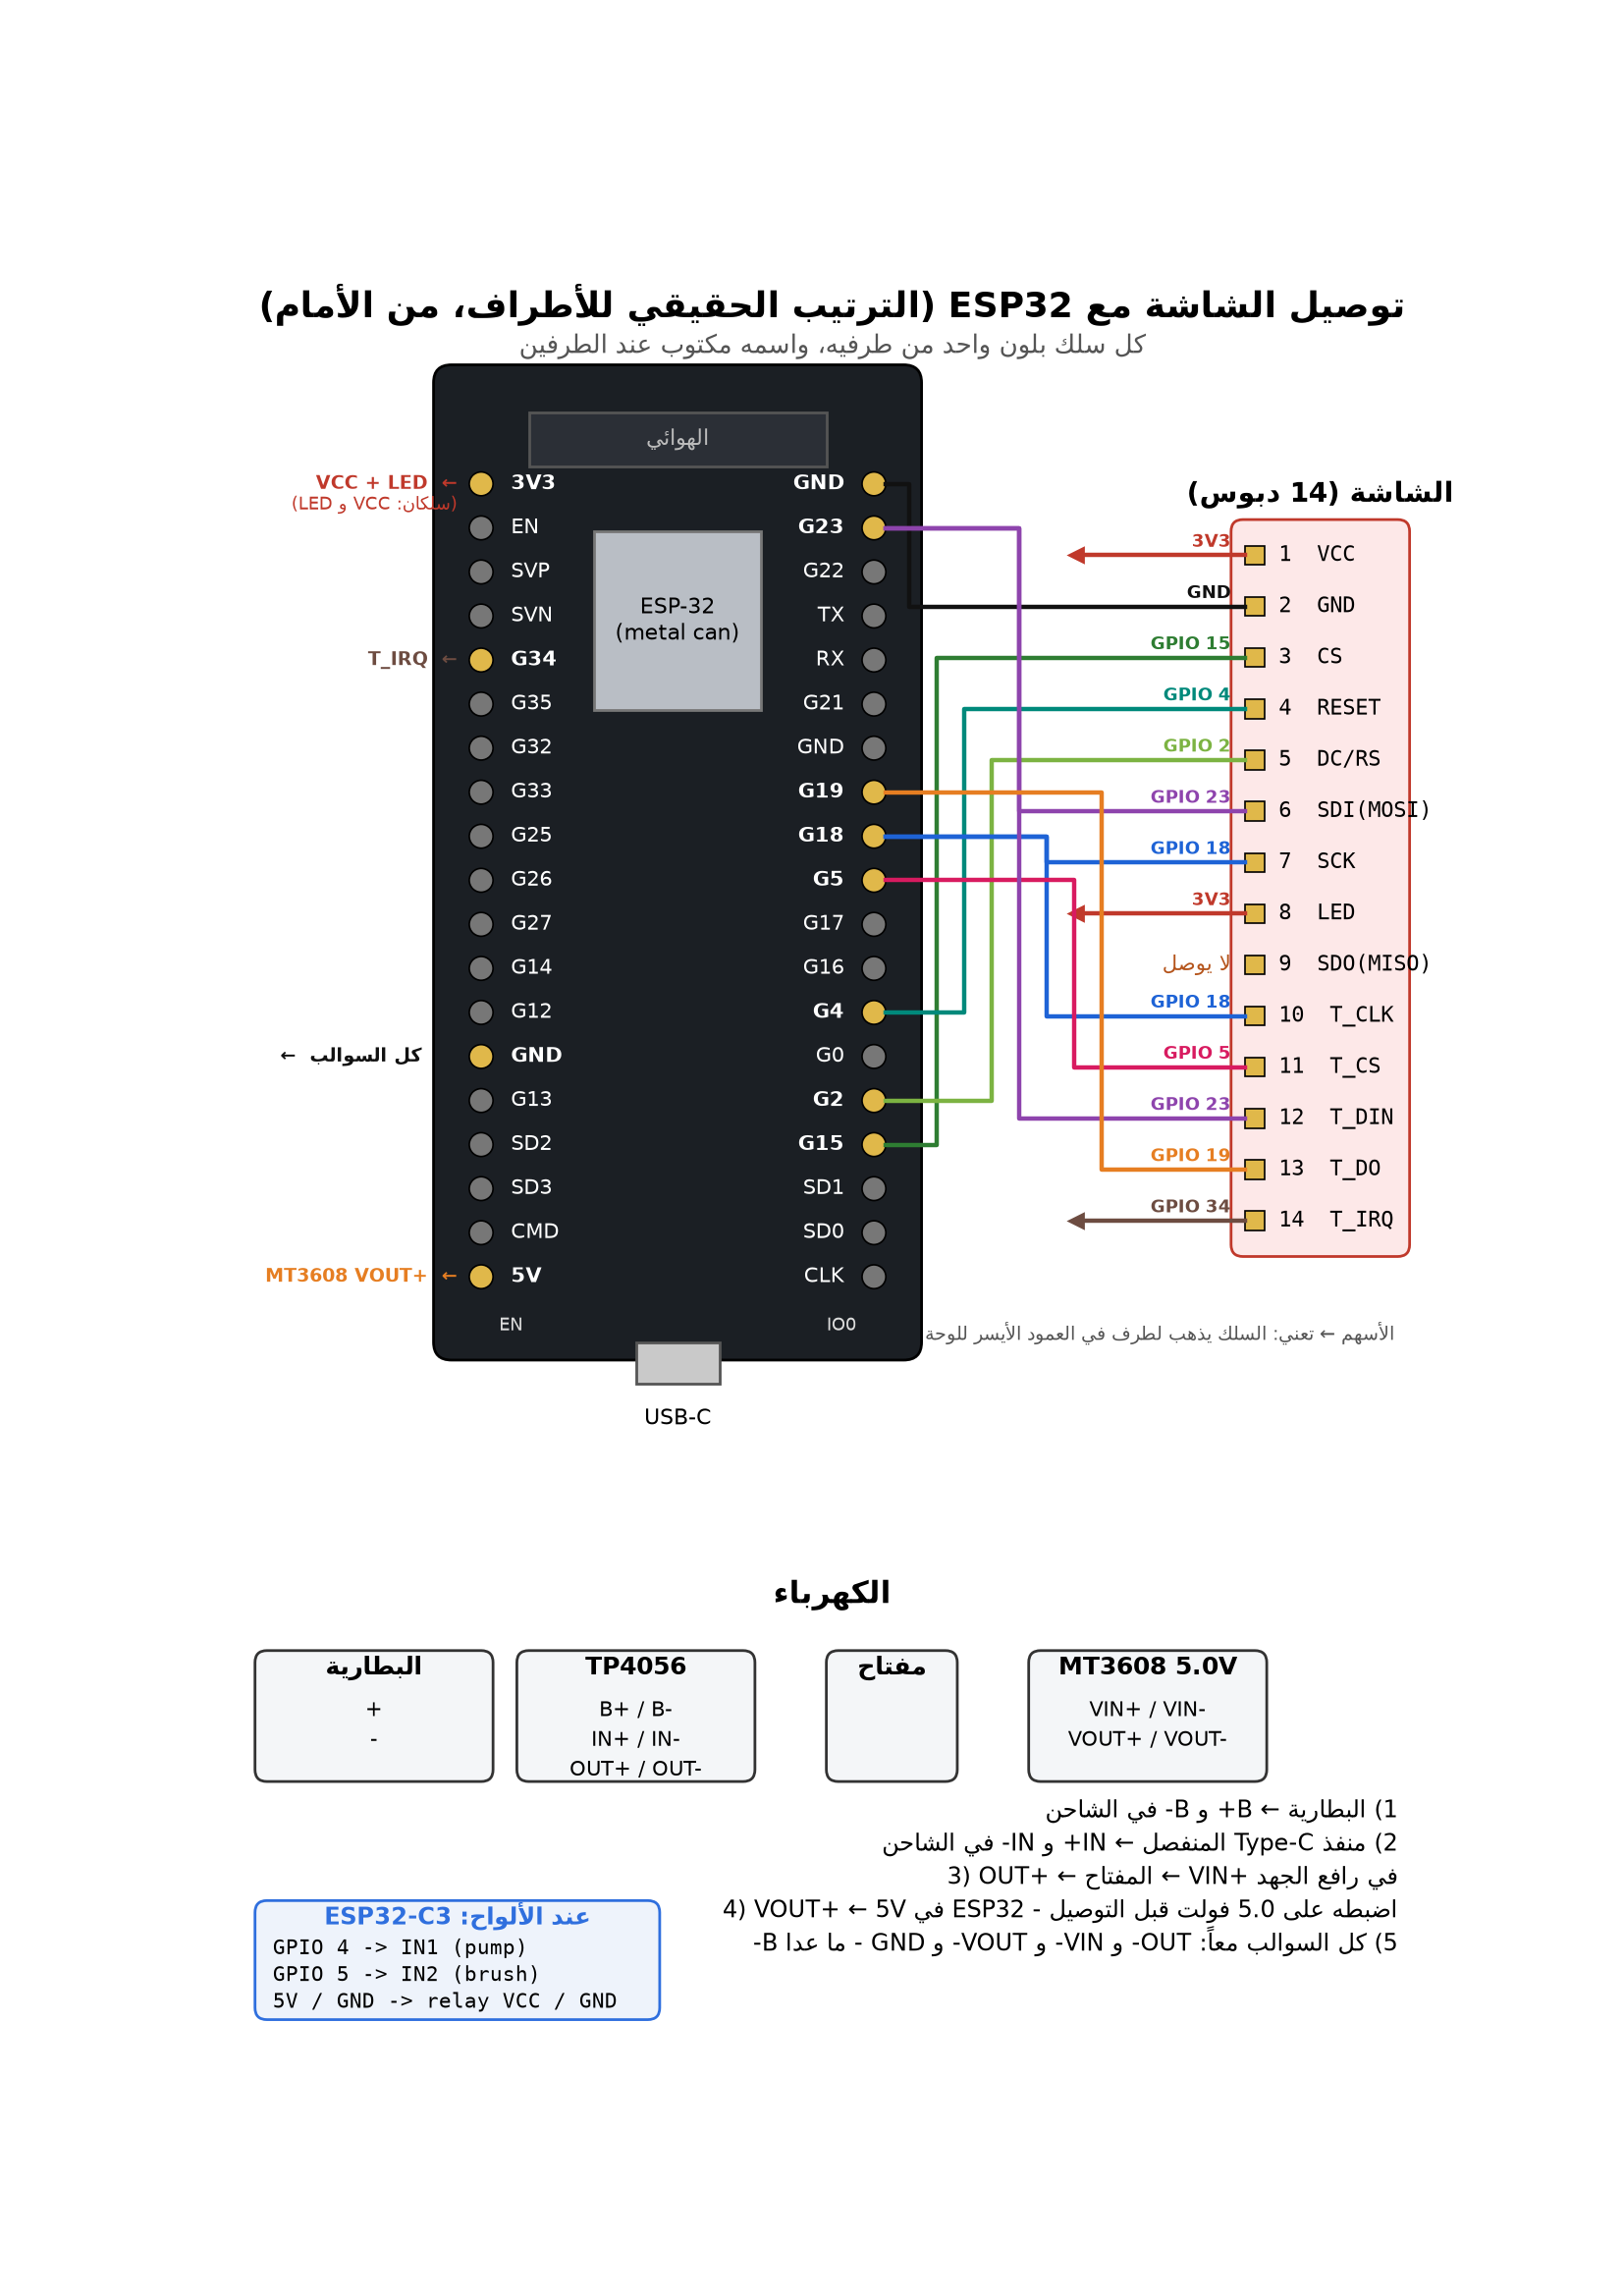 توصيل الشاشة مع ESP32 (الترتيب الحقيقي للأطراف، من الأمام)
كل سلك بلون واحد من طرفيه، واسمه مكتوب عند الطرفين
الهوائي
VCC + LED ←
(سلكان: VCC و LED)
T_IRQ ←
كل السوالب ←
MT3608 VOUT+ ←
3V3
EN
SVP
SVN
G34
G35
G32
G33
G25
G26
G27
G14
G12
GND
G13
SD2
SD3
CMD
5V
EN
ESP-32
(metal can)
GND
G23
G22
TX
RX
G21
GND
G19
G18
G5
G17
G16
G4
G0
G2
G15
SD1
SD0
CLK
IO0
USB-C
الشاشة (14 دبوس)
3V3 1 VCC
GND 2 GND
GPIO 15 3 CS
GPIO 4 4 RESET
GPIO 2 5 DC/RS
GPIO 23 6 SDI(MOSI)
GPIO 18 7 SCK
3V3 8 LED
لا يوصل 9 SDO(MISO)
GPIO 18 10 T_CLK
GPIO 5 11 T_CS
GPIO 23 12 T_DIN
GPIO 19 13 T_DO
GPIO 34 14 T_IRQ
الأسهم ← تعني: السلك يذهب لطرف في العمود الأيسر للوحة
الكهرباء
البطارية
+
-
TP4056
B+ / B-
IN+ / IN-
OUT+ / OUT-
مفتاح
MT3608 5.0V
VIN+ / VIN-
VOUT+ / VOUT-
1) البطارية ← B+ و B- في الشاحن
2) منفذ Type-C المنفصل ← IN+ و IN- في الشاحن
3) OUT+ ← المفتاح ← VIN+ في رافع الجهد
4) VOUT+ ← 5V في ESP32 - اضبطه على 5.0 فولت قبل التوصيل
5) كل السوالب معاً: OUT- و VIN- و VOUT- و GND - ما عدا B-
عند الألواح: ESP32-C3
GPIO 4 -> IN1 (pump)
GPIO 5 -> IN2 (brush)
5V / GND -> relay VCC / GND